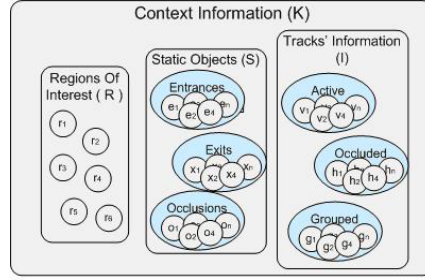 Context Information (K)
Regions Of
Interest ( R )
r1
r2
r3
r4
r5
r6
Static Objects (S)
Entrances
e1
e2
e4
en
Exits
x1
x2
x4
xn
Occlusions
o1
o2
o4
on
Tracks' Information
(I)
Active
v1
v2
v4
vn
Occluded
h1
h2
h4
hn
Grouped
g1
g2
g4
gn